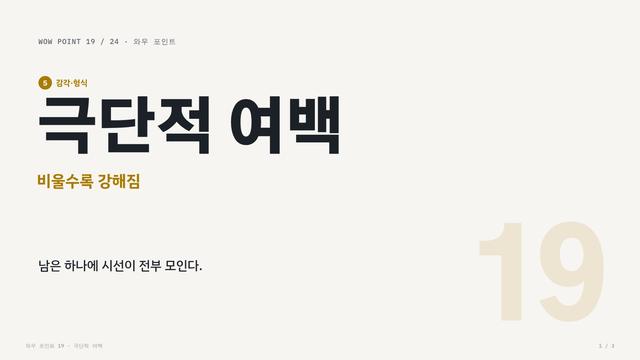 WOW POINT 19 / 24 · 와우 포인트
5 감각·형식
극단적 여백
비울수록 강해짐
남은 하나에 시선이 전부 모인다.
19
와우 포인트 19 · 극단적 여백
1 / 3